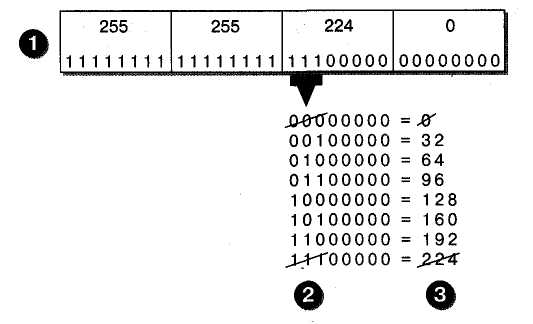 255 255 224 0
1 11111111 11111111 11100000 00000000
00000000 = 0
00100000 = 32
01000000 = 64
01100000 = 96
10000000 = 128
10100000 = 160
11000000 = 192
11100000 = 224
2 3